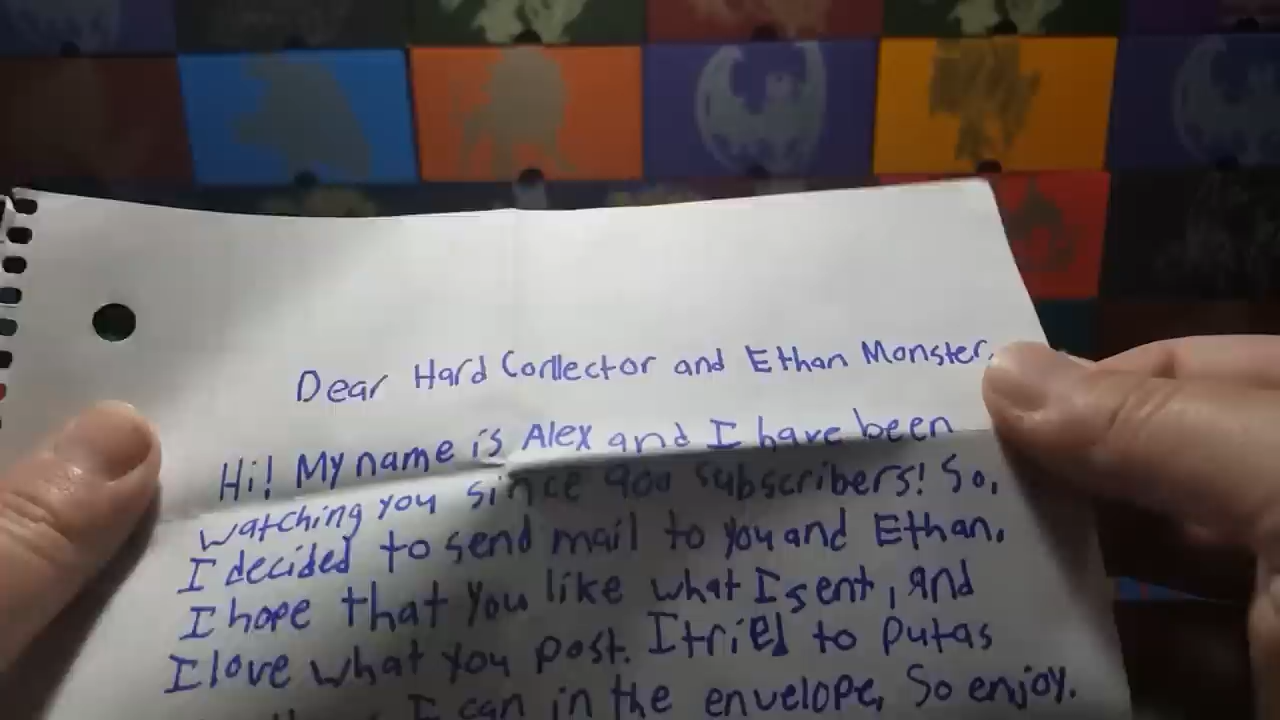 Dear Hard Corllector and Ethan Monster,
Hi! My name is Alex and I have been
watching you since 900 subscribers! So,
I decided to send mail to you and Ethan.
I hope that you like what I sent, and
I love what you post. I triel to put as
I can in the envelope, So enjoy.